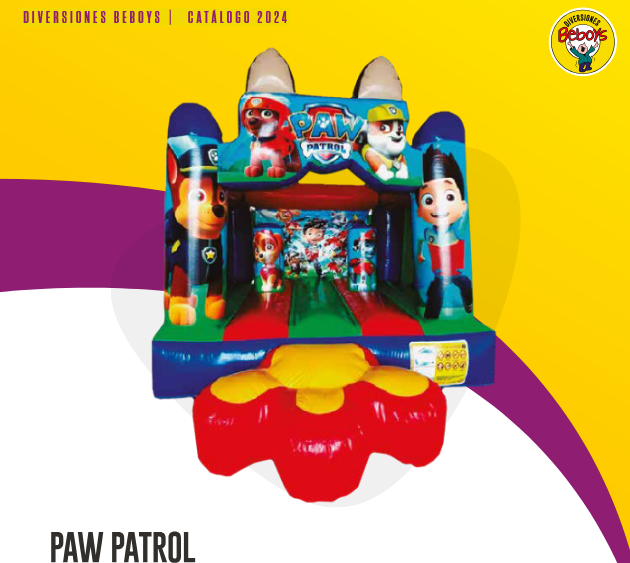 DIVERSIONES BEBOYS | CATÁLOGO 2024
DIVERSIONES
Beboys
PAW
PATROL
PAW PATROL